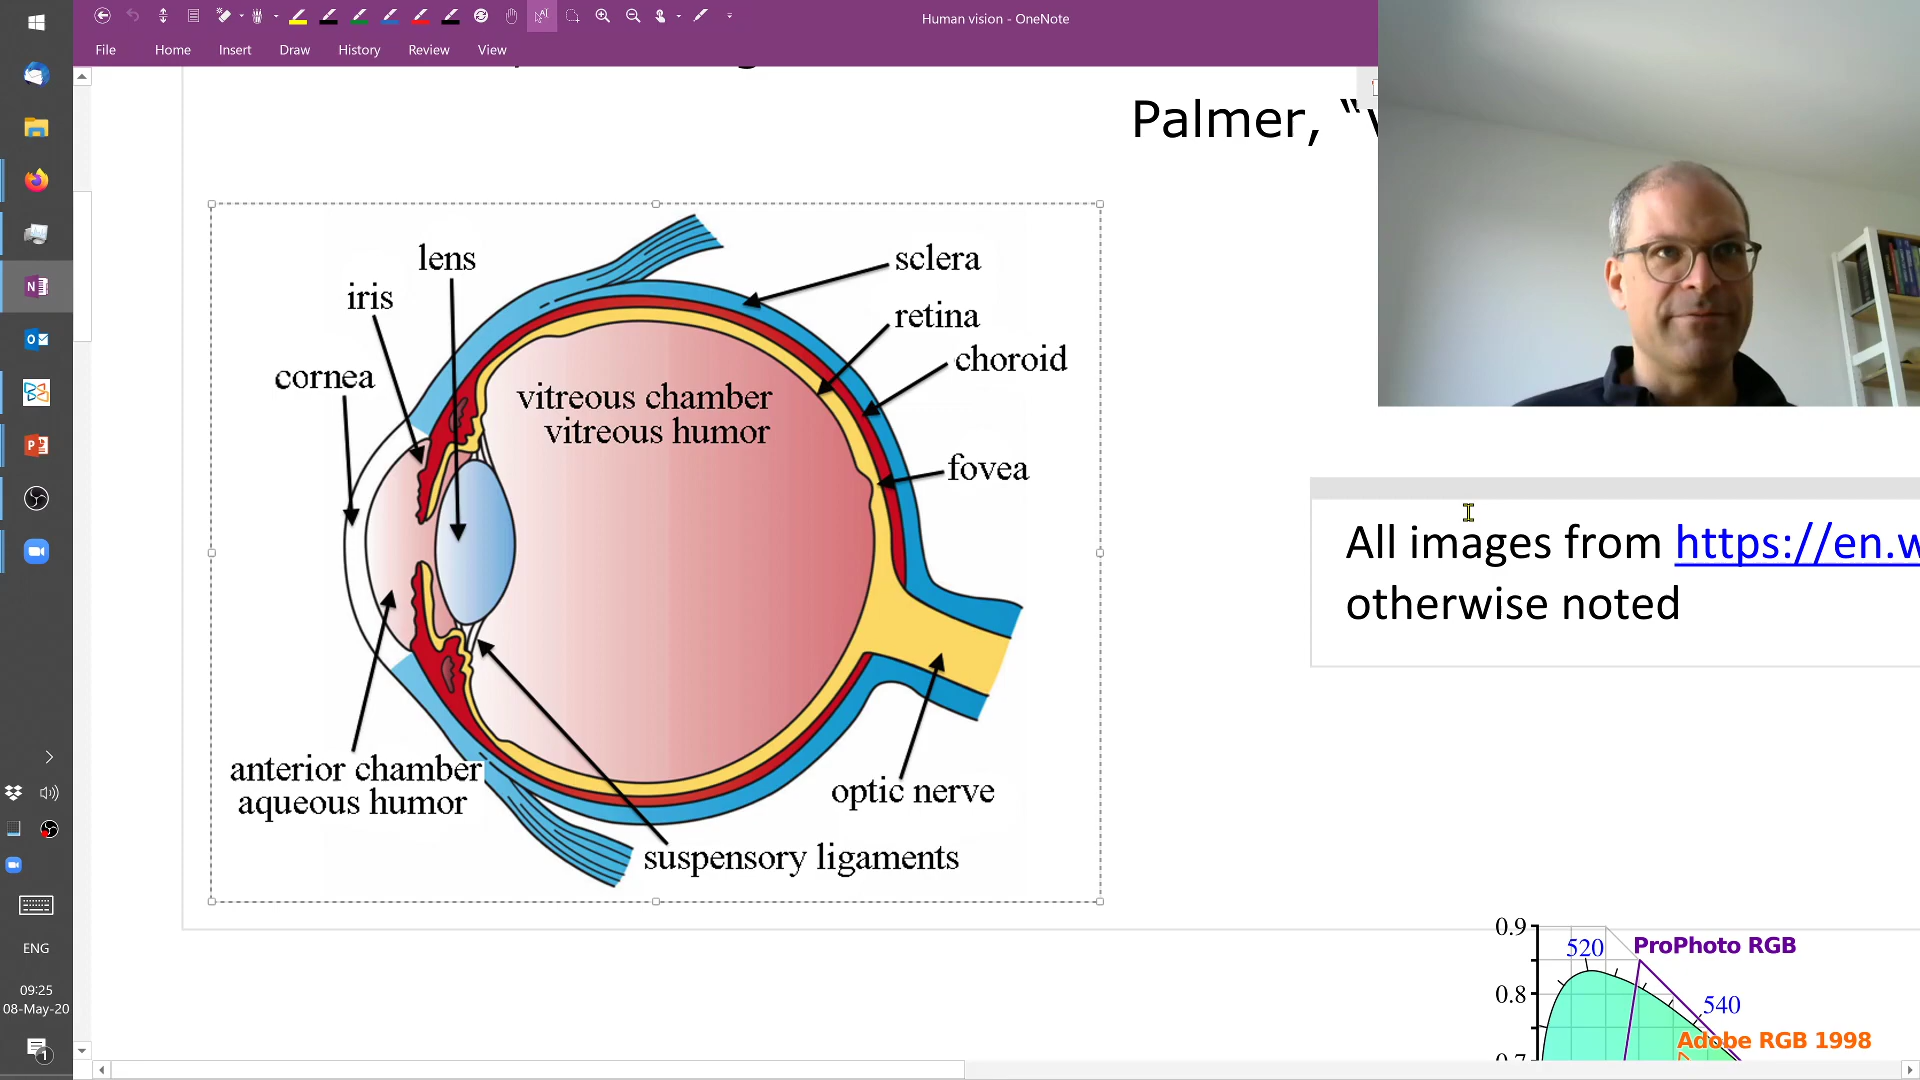 Human vision - OneNote
File Home Insert Draw History Review View
Palmer, “
lens
sclera
iris
retina
choroid
cornea
vitreous chamber
vitreous humor
fovea
All images from https://en.w
otherwise noted
anterior chamber
aqueous humor
optic nerve
suspensory ligaments
0.9
520
ProPhoto RGB
0.8
540
Adobe RGB 1998
ENG
09:25
08-May-20
1